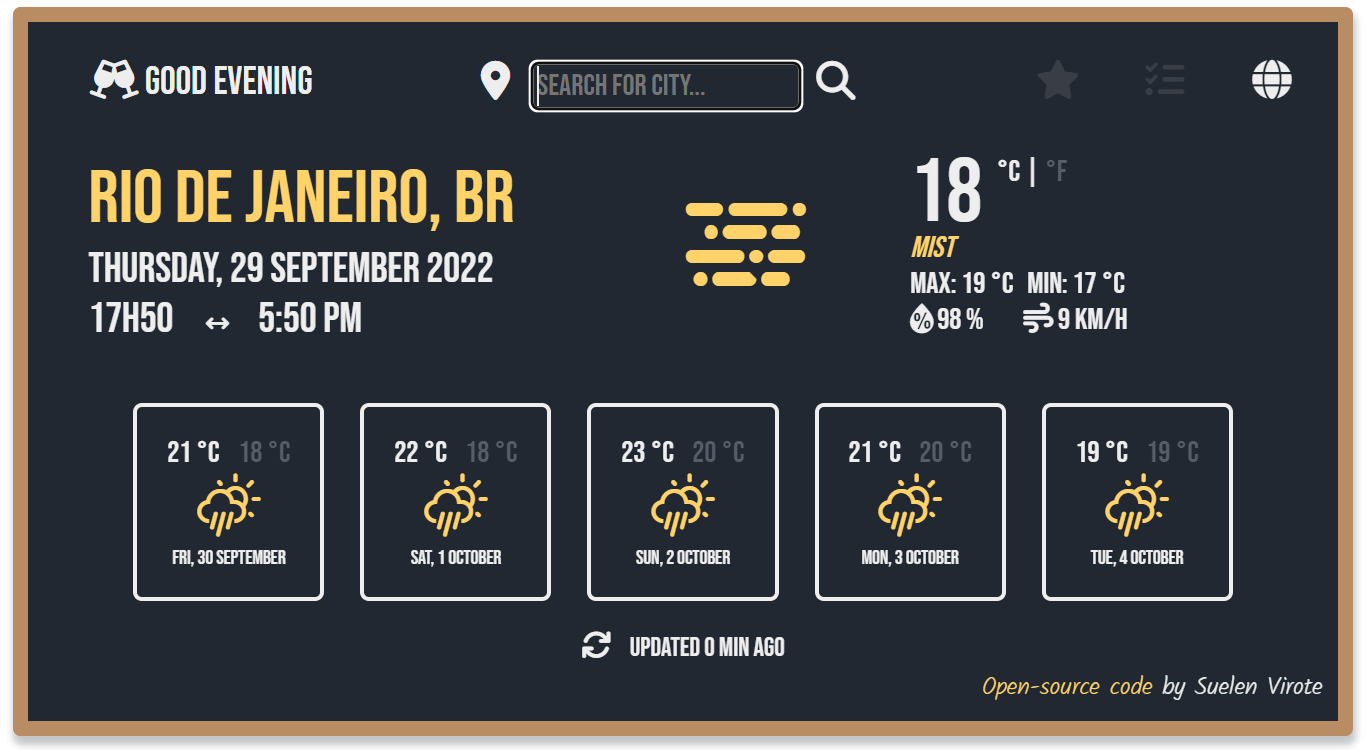 GOOD EVENING
SEARCH FOR CITY...
RIO DE JANEIRO, BR
THURSDAY, 29 SEPTEMBER 2022
17H50 ↔ 5:50 PM
18 °C | °F
MIST
MAX: 19 °C MIN: 17 °C
% 98 % 9 KM/H
21 °C 18 °C
FRI, 30 SEPTEMBER
22 °C 18 °C
SAT, 1 OCTOBER
23 °C 20 °C
SUN, 2 OCTOBER
21 °C 20 °C
MON, 3 OCTOBER
19 °C 19 °C
TUE, 4 OCTOBER
UPDATED 0 MIN AGO
Open-source code by Suelen Virote